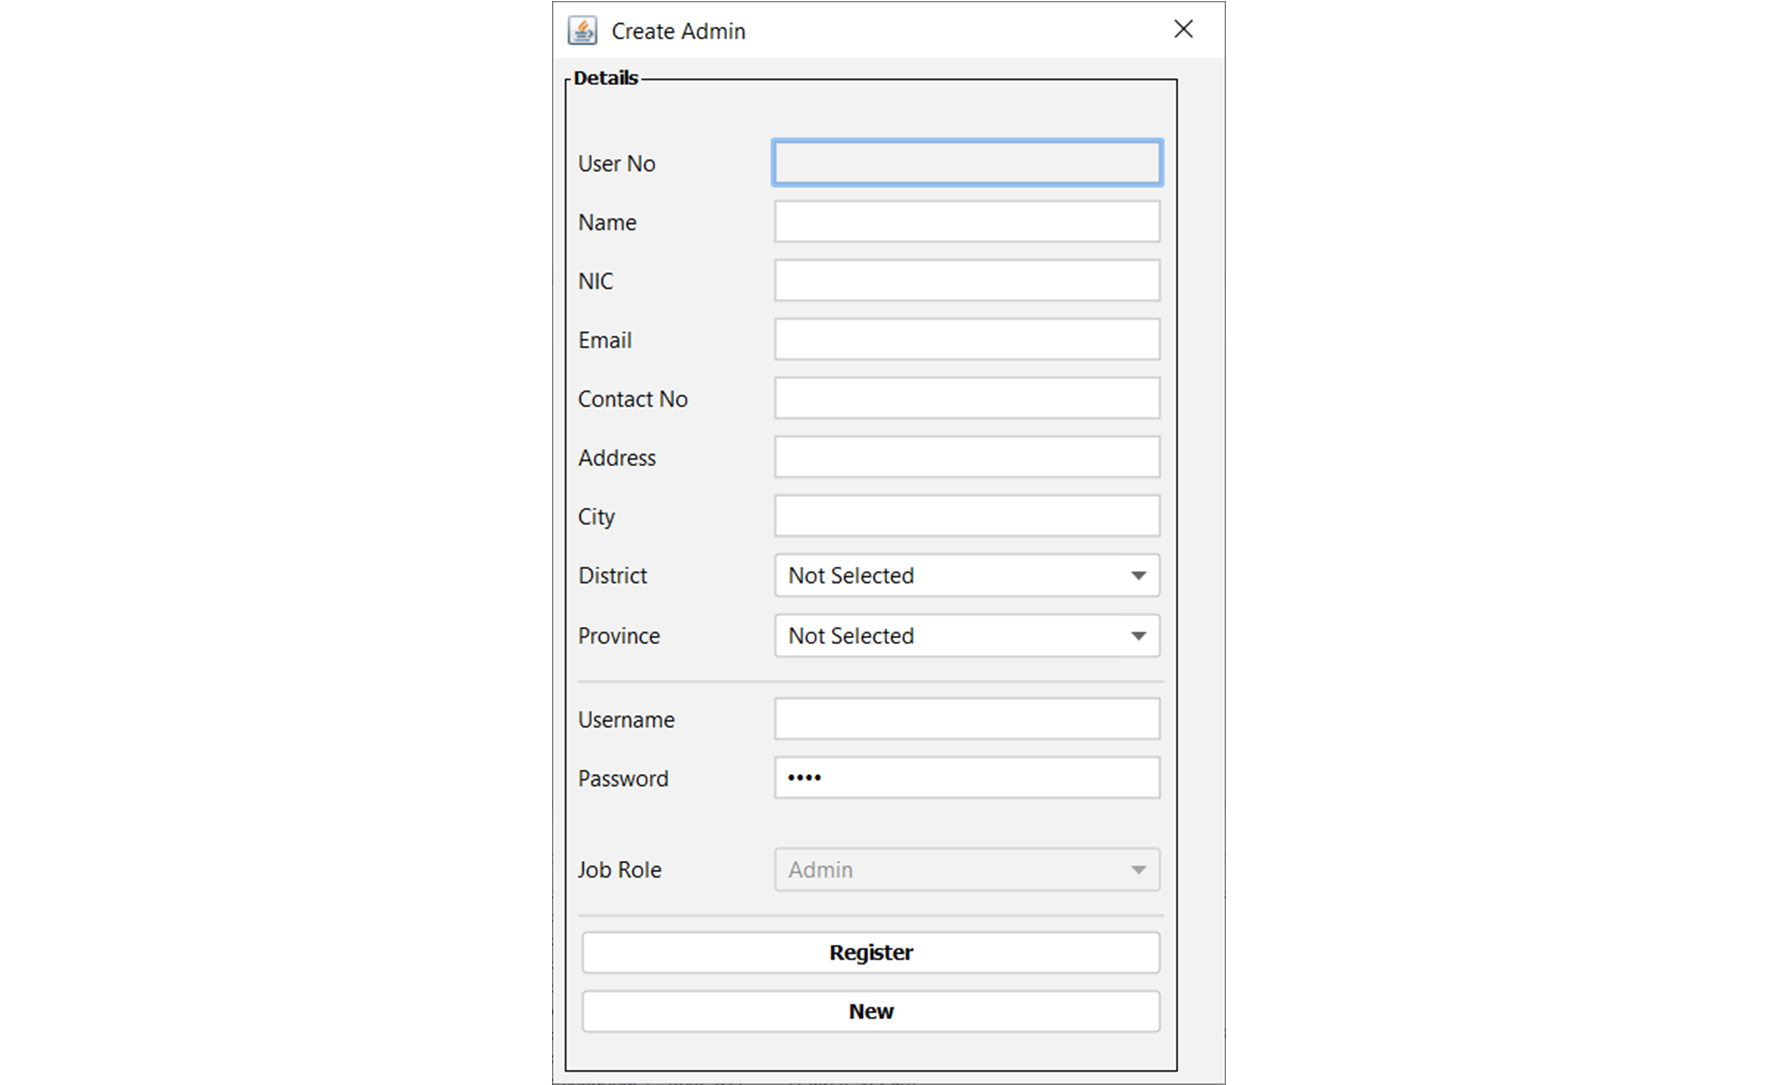 Create Admin
Details
User No
Name
NIC
Email
Contact No
Address
City
District Not Selected
Province Not Selected
Username
Password ••••
Job Role Admin
Register
New